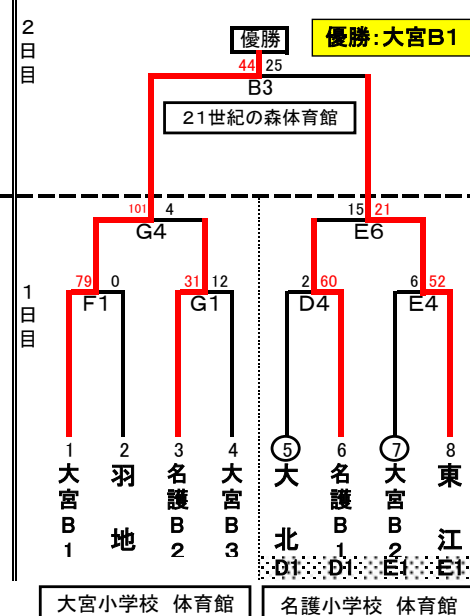 2日目
優勝
優勝:大宮B1
44 25
B3
21世紀の森体育館
101 4
G4
15 21
E6
1日目
79 0
F1
31 12
G1
2 60
D4
6 52
E4
1 2 3 4 5 6 7 8
大宮B1
羽地
名護B2
大宮B3
大北
名護B1
大宮B2
東江
D1 D1 E1 E1
大宮小学校 体育館
名護小学校 体育館